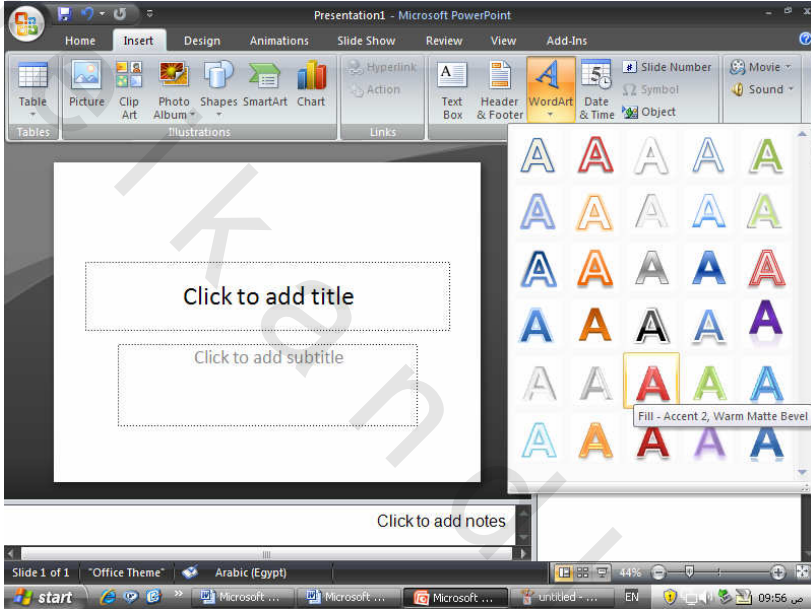 Presentation1 - Microsoft PowerPoint
Home Insert Design Animations Slide Show Review View Add-Ins
Table
Picture
Clip Art
Photo Album
Shapes
SmartArt
Chart
Hyperlink
Action
Text Box
Header & Footer
WordArt
Date & Time
# Slide Number
Ω Symbol
Object
Movie
Sound
Tables
Illustrations
Links
Click to add title
Click to add subtitle
Fill - Accent 2, Warm Matte Bevel
Click to add notes
Slide 1 of 1 "Office Theme" Arabic (Egypt) 44%
start Microsoft ... Microsoft ... Microsoft ... untitled - ... EN 09:56 ص
eikandl